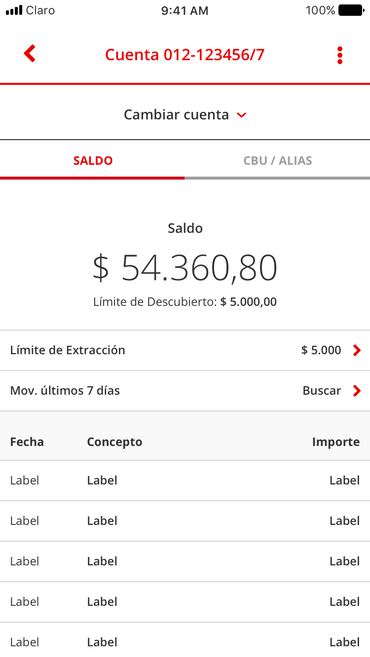 Claro 9:41 AM 100%
Cuenta 012-123456/7
Cambiar cuenta
SALDO CBU / ALIAS
Saldo
$ 54.360,80
Límite de Descubierto: $ 5.000,00
Límite de Extracción $ 5.000
Mov. últimos 7 días Buscar
Fecha Concepto Importe
Label Label Label
Label Label Label
Label Label Label
Label Label Label
Label Label Label